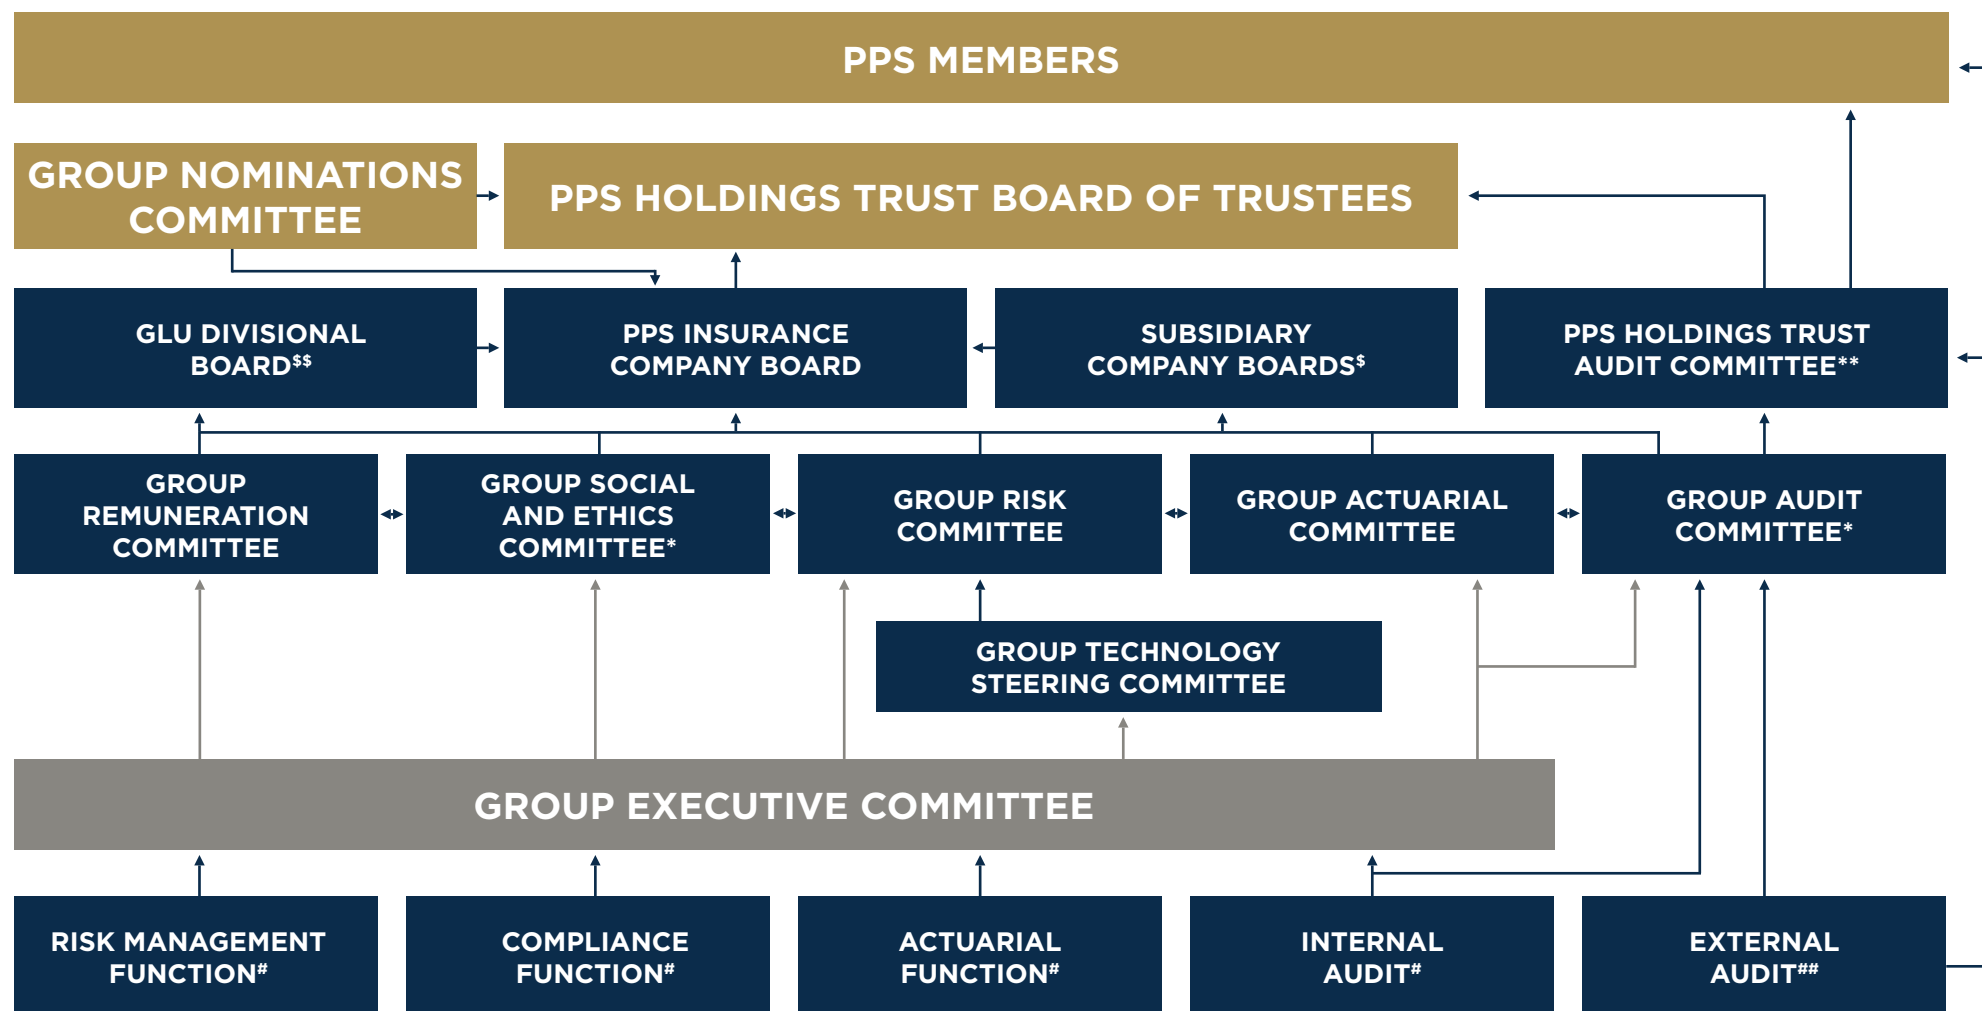 PPS MEMBERS
GROUP NOMINATIONS
COMMITTEE
PPS HOLDINGS TRUST BOARD OF TRUSTEES
GLU DIVISIONAL
BOARD$$
PPS INSURANCE
COMPANY BOARD
SUBSIDIARY
COMPANY BOARDS$
PPS HOLDINGS TRUST
AUDIT COMMITTEE**
GROUP
REMUNERATION
COMMITTEE
GROUP SOCIAL
AND ETHICS
COMMITTEE*
GROUP RISK
COMMITTEE
GROUP ACTUARIAL
COMMITTEE
GROUP AUDIT
COMMITTEE*
GROUP TECHNOLOGY
STEERING COMMITTEE
GROUP EXECUTIVE COMMITTEE
RISK MANAGEMENT
FUNCTION#
COMPLIANCE
FUNCTION#
ACTUARIAL
FUNCTION#
INTERNAL
AUDIT#
EXTERNAL
AUDIT##